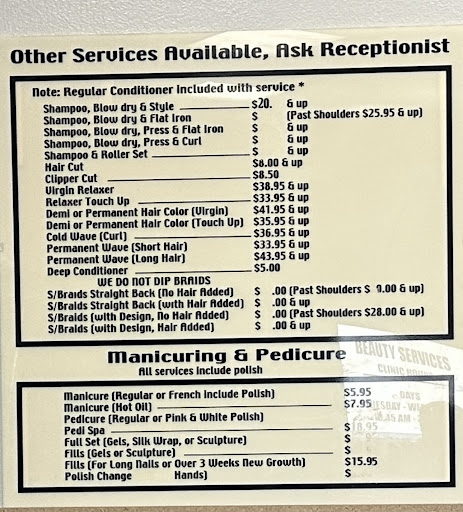 Other Services Available, Ask Receptionist
Note: Regular Conditioner Included with service *
Shampoo, Blow dry & Style $20. & up
Shampoo, Blow dry & Flat Iron $ (Past Shoulders $25.95 & up)
Shampoo, Blow dry, Press & Flat Iron $ & up
Shampoo, Blow dry, Press & Curl $ & up
Shampoo & Roller Set $ & up
Hair Cut $8.00 & up
Clipper Cut $8.50
Virgin Relaxer $38.95 & up
Relaxer Touch Up $33.95 & up
Demi or Permanent Hair Color (Virgin) $41.95 & up
Demi or Permanent Hair Color (Touch Up) $35.95 & up
Cold Wave (Curl) $36.95 & up
Permanent Wave (Short Hair) $33.95 & up
Permanent Wave (Long Hair) $43.95 & up
Deep Conditioner $5.00
WE DO NOT DIP BRAIDS
S/Braids Straight Back (No Hair Added) $ .00 (Past Shoulders $ 9.00 & up)
S/Braids Straight Back (with Hair Added) $ .00 & up
S/Braids (with Design, No Hair Added) $ .00 (Past Shoulders $28.00 & up)
S/Braids (with Design, Hair Added) $ .00 & up
Manicuring & Pedicure
All services include polish
BEAUTY SERVICES
CLINIC
Manicure (Regular or French include Polish) $5.95
DAYS
Manicure (Hot Oil) $7.95
Pedicure (Regular or Pink & White Polish) $
Pedi Spa $18.95
Full Set (Gels, Silk Wrap, or Sculpture) $
Fills (Gels or Sculpture) $
Fills (For Long Nails or Over 3 Weeks New Growth) $15.95
Polish Change Hands) $